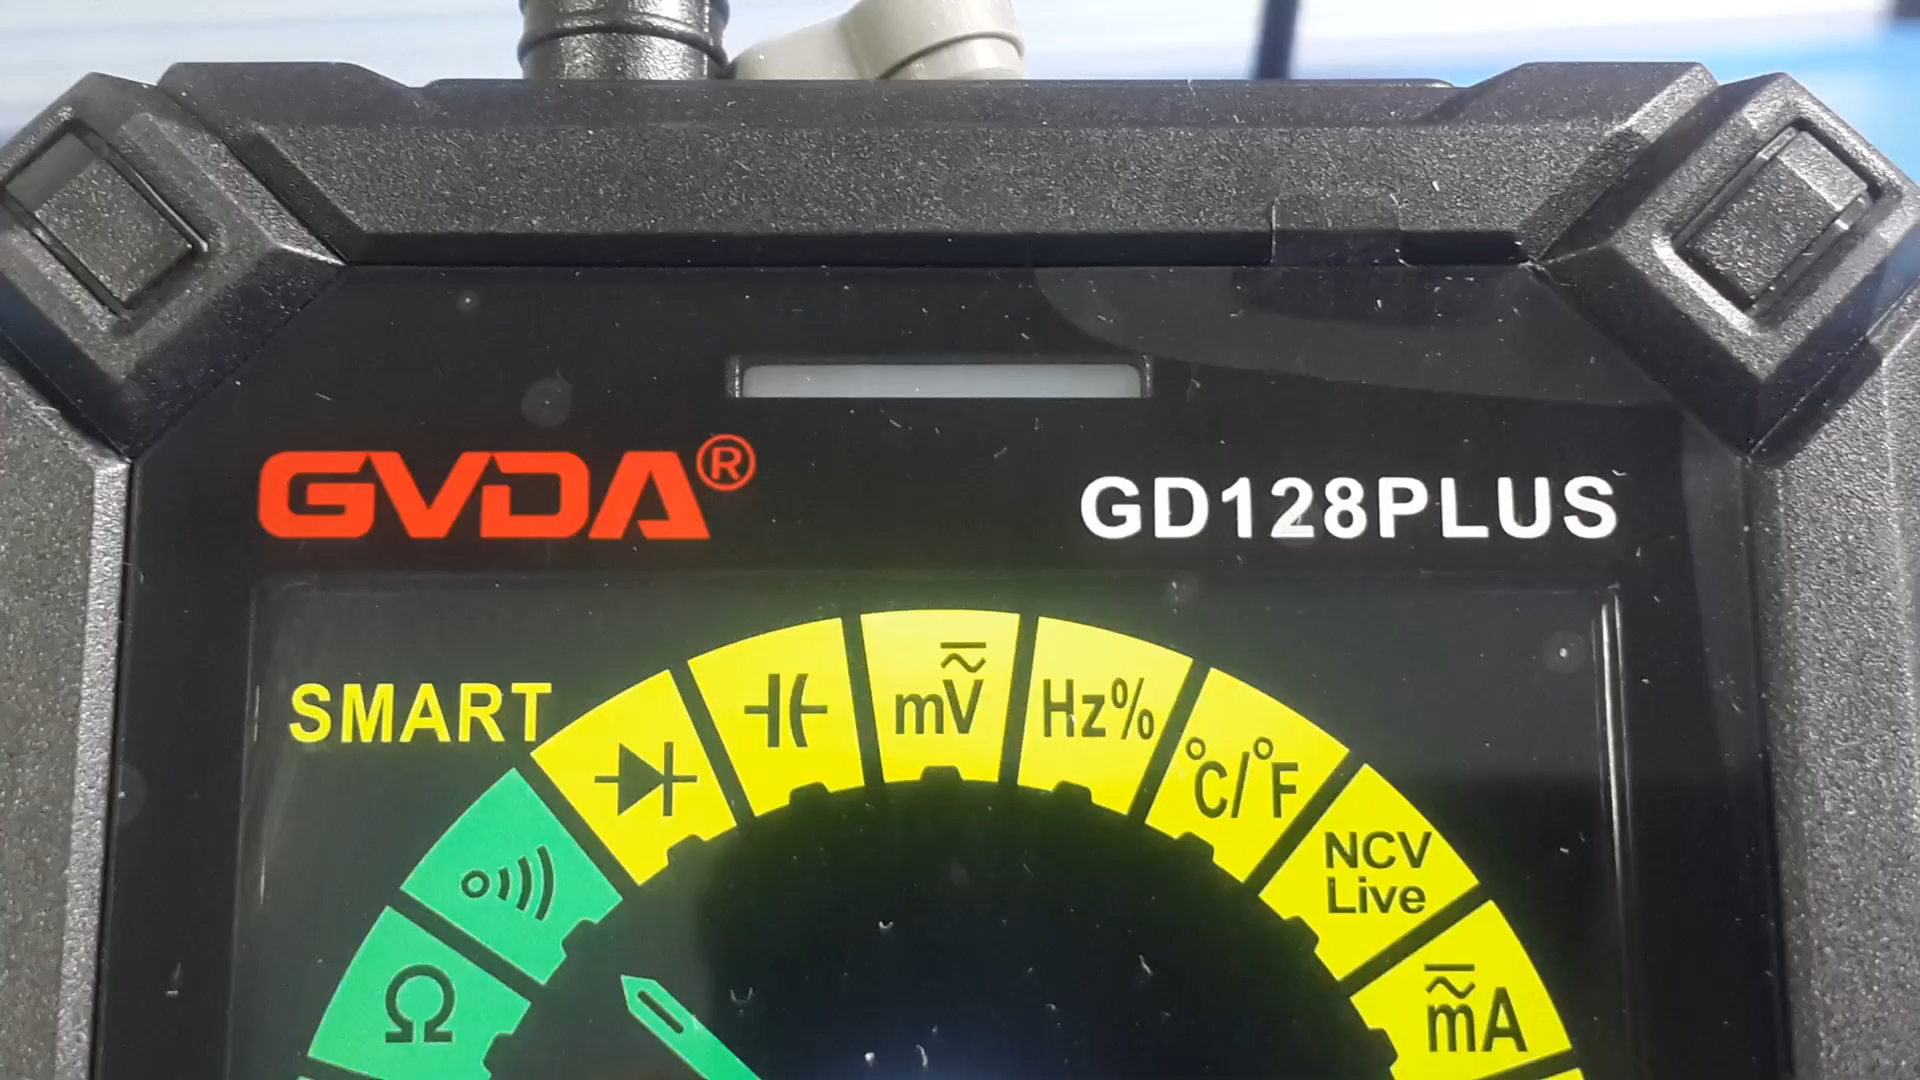 GVDA®
GD128PLUS
SMART
mV
Hz%
°C/°F
NCV
Live
mA
Ω